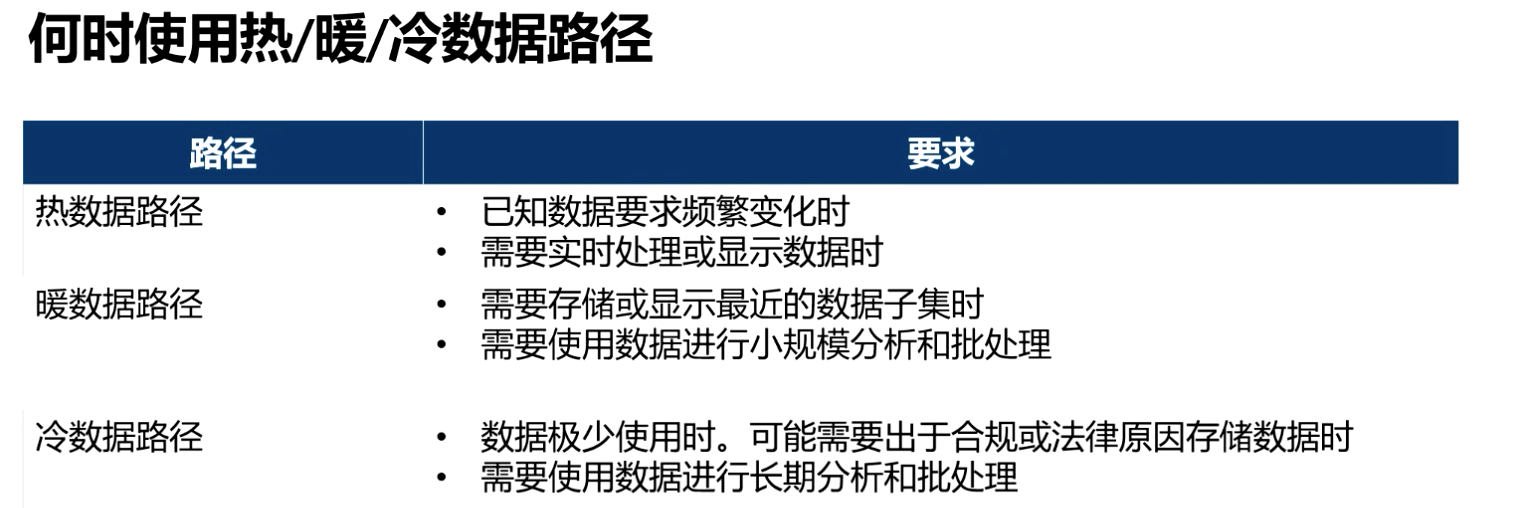 何时使用热/暖/冷数据路径
路径 要求
热数据路径
• 已知数据要求频繁变化时
• 需要实时处理或显示数据时
暖数据路径
• 需要存储或显示最近的数据子集时
• 需要使用数据进行小规模分析和批处理
冷数据路径
• 数据极少使用时。可能需要出于合规或法律原因存储数据时
• 需要使用数据进行长期分析和批处理